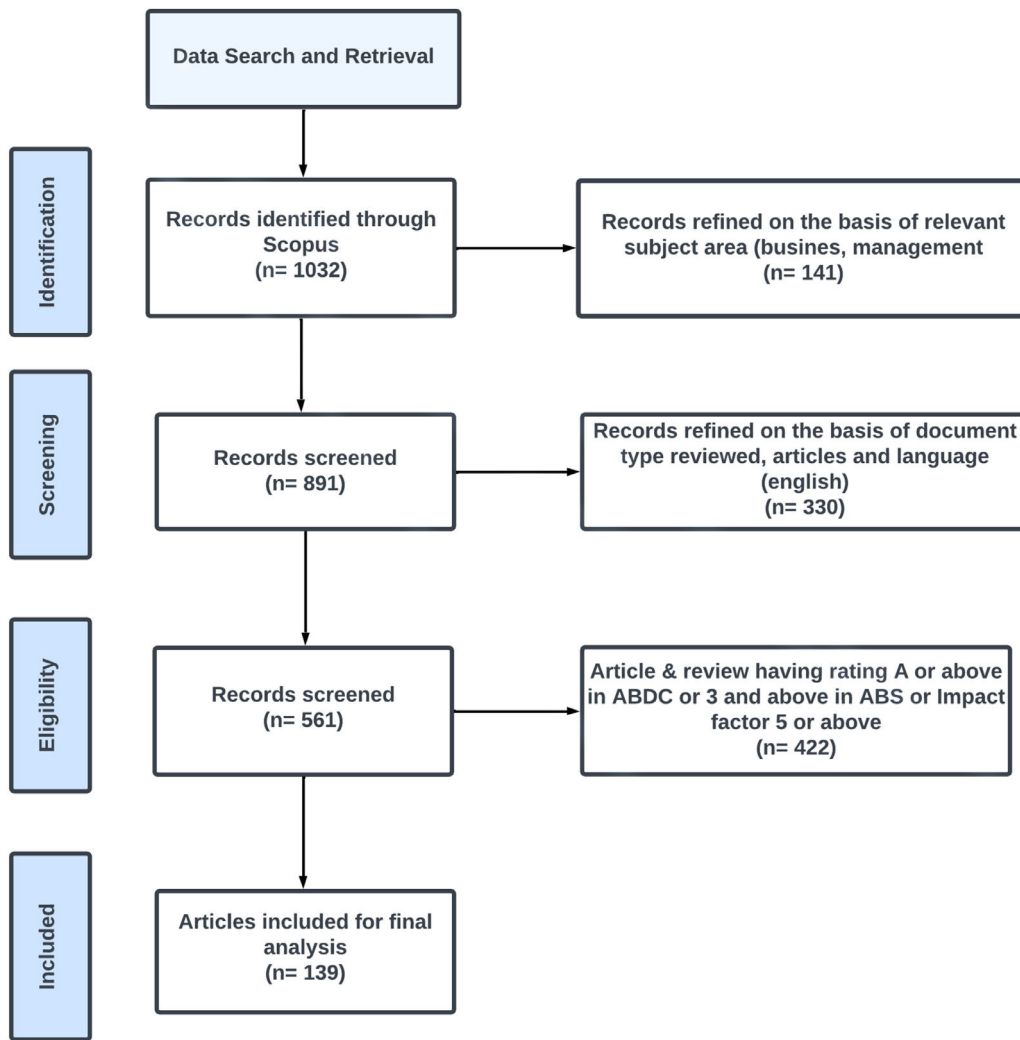 Data Search and Retrieval
Identification
Records identified through
Scopus
(n= 1032)
Records refined on the basis of relevant
subject area (busines, management
(n= 141)
Screening
Records screened
(n= 891)
Records refined on the basis of document
type reviewed, articles and language
(english)
(n= 330)
Eligibility
Records screened
(n= 561)
Article & review having rating A or above
in ABDC or 3 and above in ABS or Impact
factor 5 or above
(n= 422)
Included
Articles included for final
analysis
(n= 139)